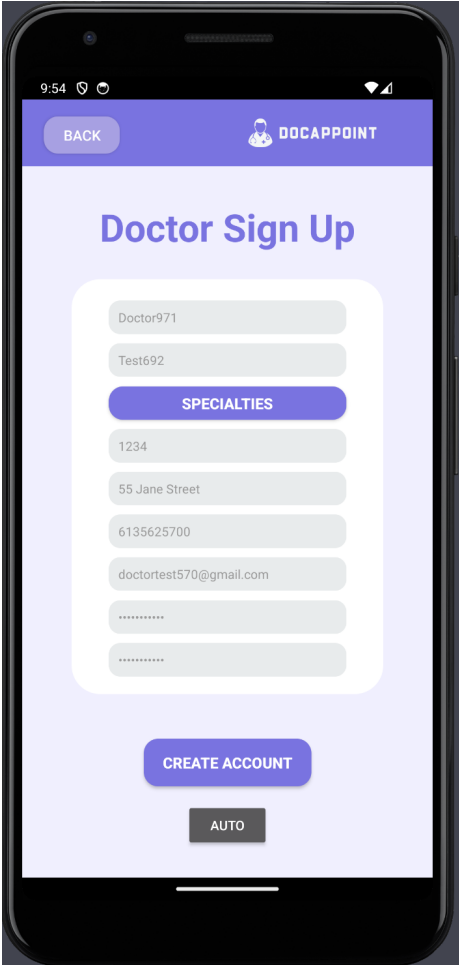 9:54
BACK
DOCAPPOINT
Doctor Sign Up
Doctor971
Test692
SPECIALTIES
1234
55 Jane Street
6135625700
doctortest570@gmail.com
•••••••••••
•••••••••••
CREATE ACCOUNT
AUTO